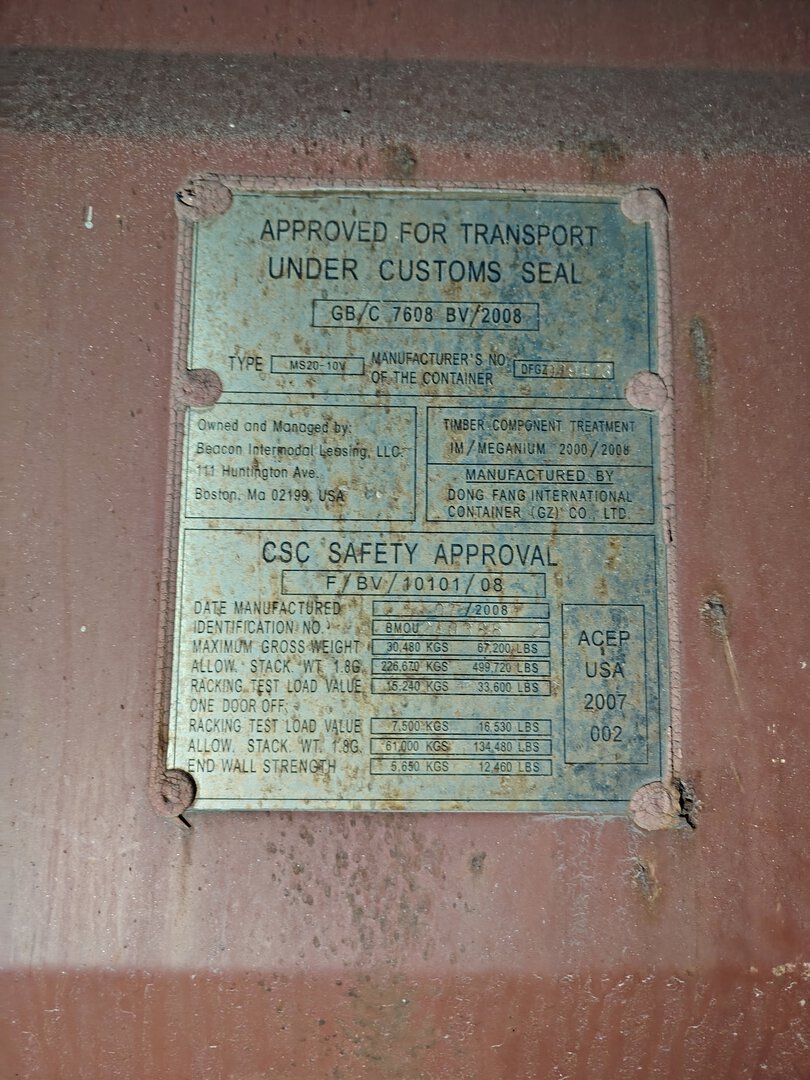 APPROVED FOR TRANSPORT
UNDER CUSTOMS SEAL
GB/C 7608 BV/2008
TYPE MS20-10V MANUFACTURER'S NO.
OF THE CONTAINER
Owned and Managed by:
Beacon Intermodal Leasing, LLC.
111 Huntington Ave.
Boston, Ma 02199, USA
TIMBER COMPONENT TREATMENT
IM/MEGANIUM 2000/2008
MANUFACTURED BY
DONG FANG INTERNATIONAL
CONTAINER (GZ) CO., LTD.
CSC SAFETY APPROVAL
F/BV/10101/08
DATE MANUFACTURED /2008
IDENTIFICATION NO. BMOU
MAXIMUM GROSS WEIGHT 30,480 KGS 67,200 LBS
ALLOW. STACK. WT. 1.8G. 226,670 KGS 499,720 LBS
RACKING TEST LOAD VALUE 15,240 KGS 33,600 LBS
ONE DOOR OFF:
RACKING TEST LOAD VALUE 7,500 KGS 16,530 LBS
ALLOW. STACK. WT. 1.8G. 61,000 KGS 134,480 LBS
END WALL STRENGTH 5,650 KGS 12,460 LBS
ACEP
USA
2007
002